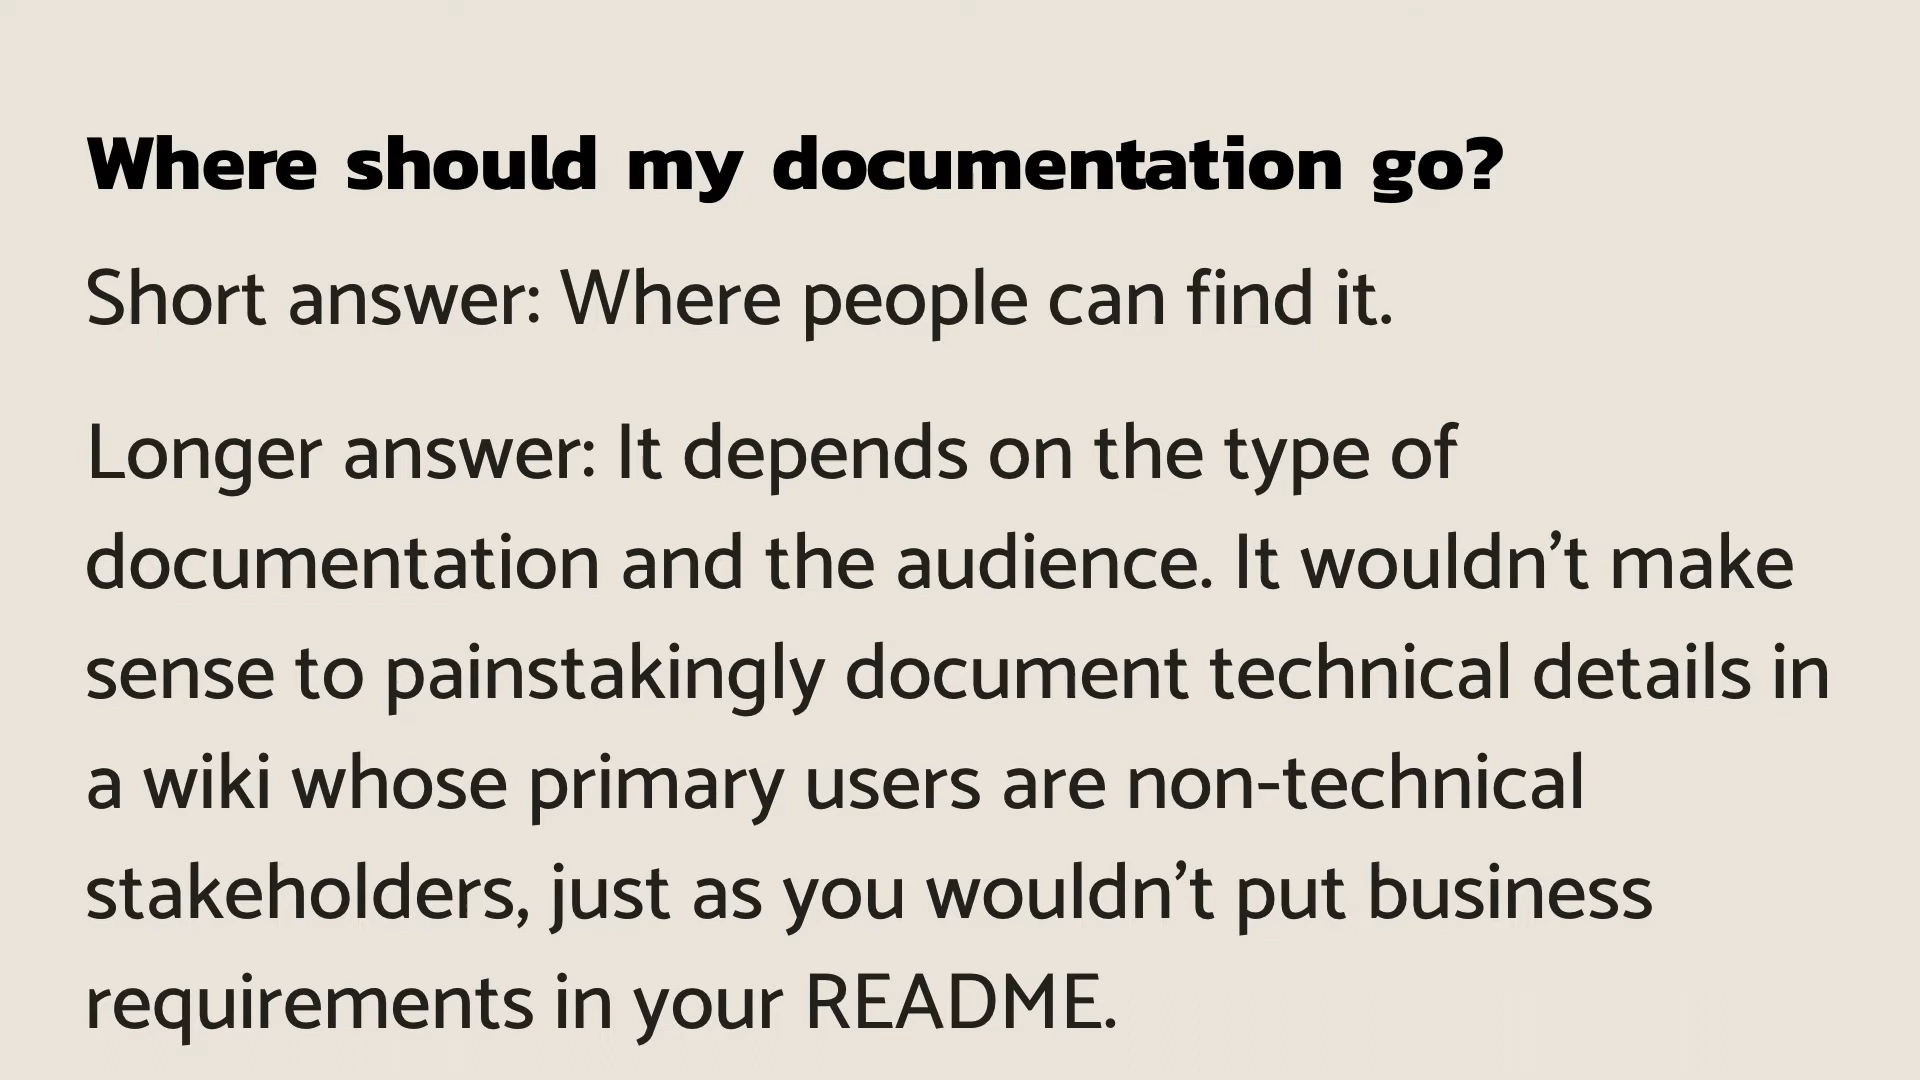 Where should my documentation go?
Short answer: Where people can find it.
Longer answer: It depends on the type of
documentation and the audience. It wouldn’t make
sense to painstakingly document technical details in
a wiki whose primary users are non-technical
stakeholders, just as you wouldn’t put business
requirements in your README.